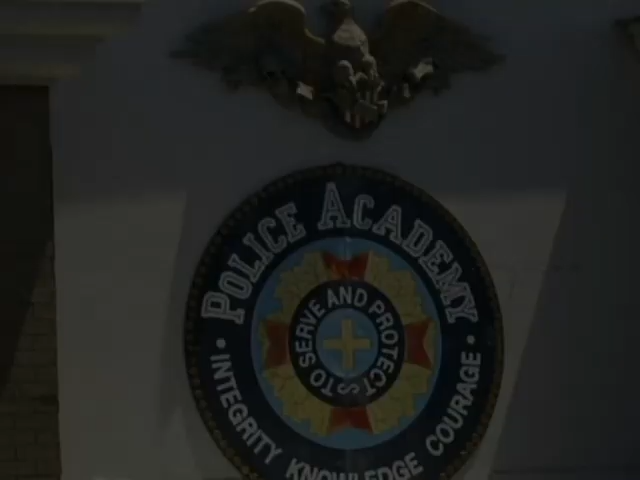 POLICE ACADEMY
TO SERVE AND PROTECT
INTEGRITY KNOWLEDGE COURAGE